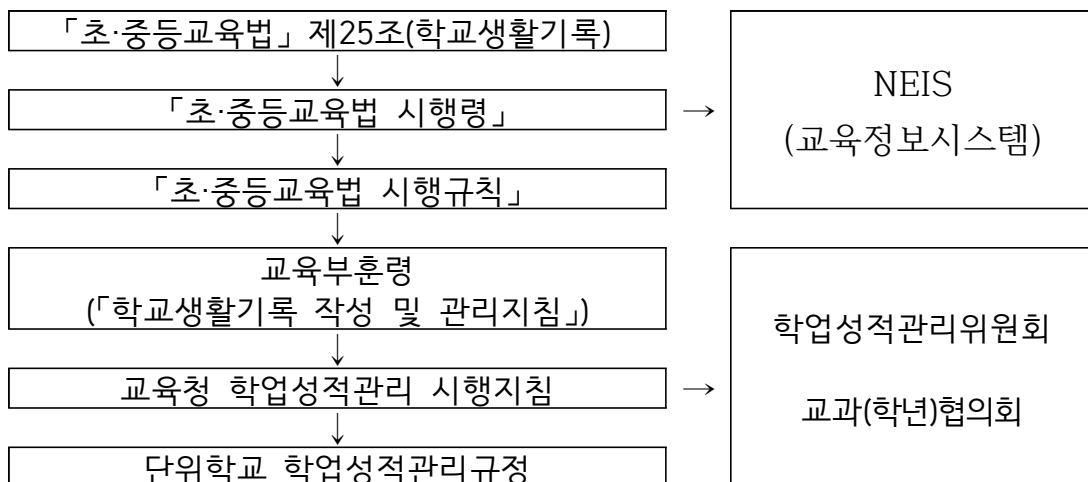 「초·중등교육법」 제25조(학교생활기록)
↓
「초·중등교육법 시행령」
→
NEIS
(교육정보시스템)
↓
「초·중등교육법 시행규칙」
↓
교육부훈령
(「학교생활기록 작성 및 관리지침」)
↓
교육청 학업성적관리 시행지침
→
학업성적관리위원회
교과(학년)협의회
↓
단위학교 학업성적관리규정